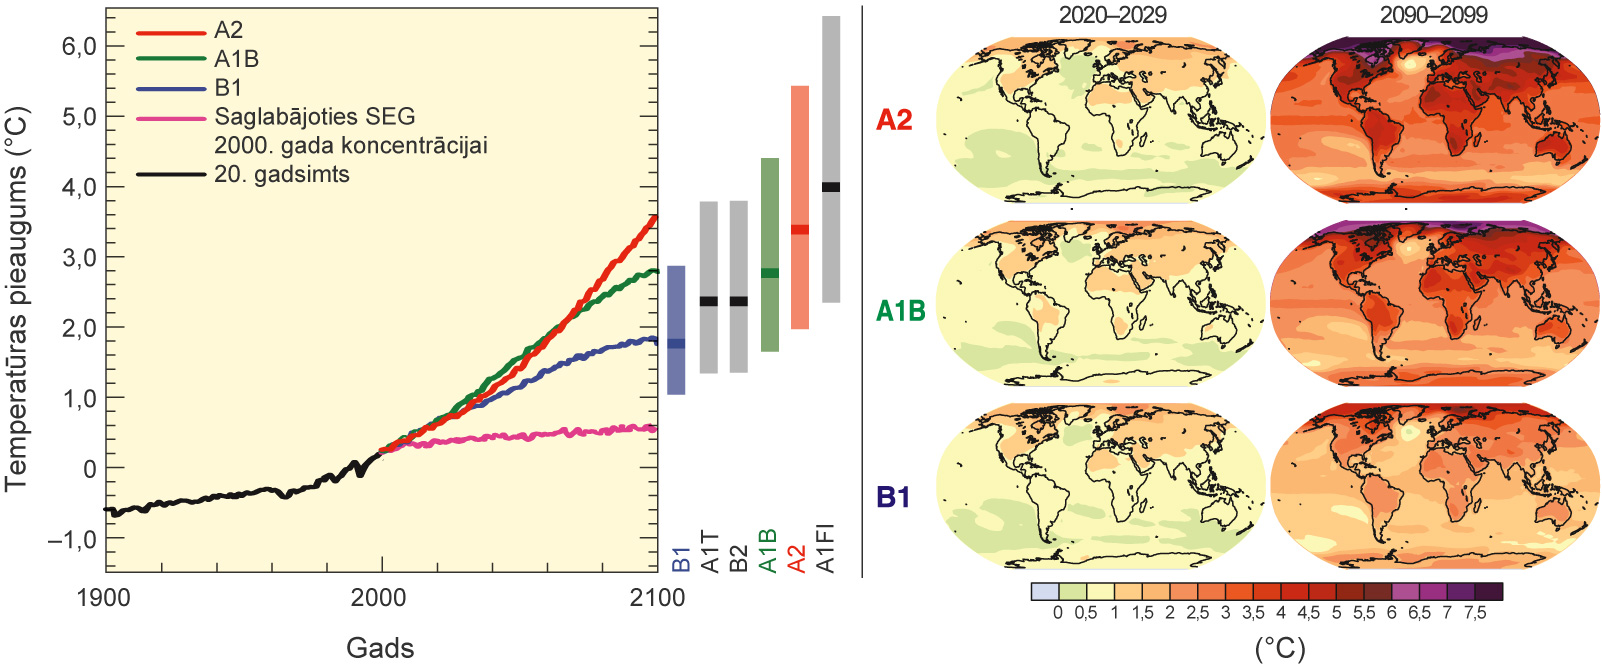 Temperatūras pieaugums (°C)
6,0
5,0
4,0
3,0
2,0
1,0
0
–1,0
A2
A1B
B1
Saglabājoties SEG
2000. gada koncentrācijai
20. gadsimts
1900
2000
2100
Gads
B1
A1T
B2
A1B
A2
A1FI
2020–2029
2090–2099
A2
A1B
B1
0 0,5 1 1,5 2 2,5 3 3,5 4 4,5 5 5,5 6 6,5 7 7,5
(°C)